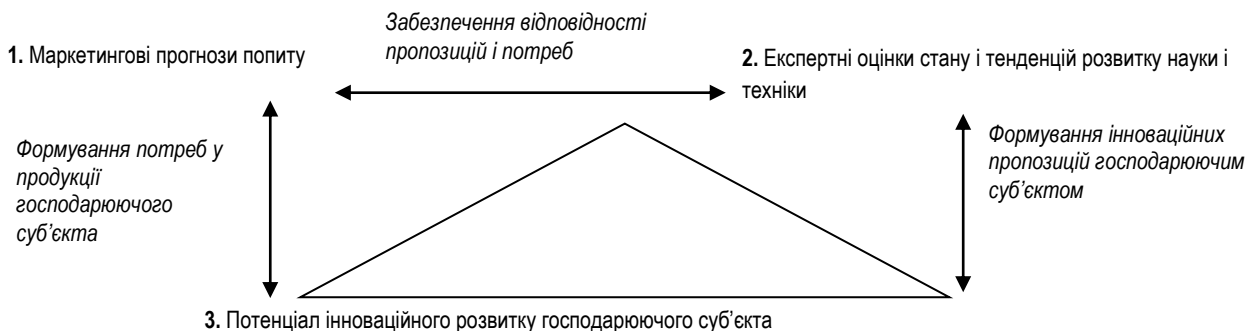 Забезпечення відповідності
пропозицій і потреб
1. Маркетингові прогнози попиту
2. Експертні оцінки стану і тенденцій розвитку науки і
техніки
Формування потреб у
продукції
господарюючого
суб’єкта
Формування інноваційних
пропозицій господарюючим
суб’єктом
3. Потенціал інноваційного розвитку господарюючого суб’єкта